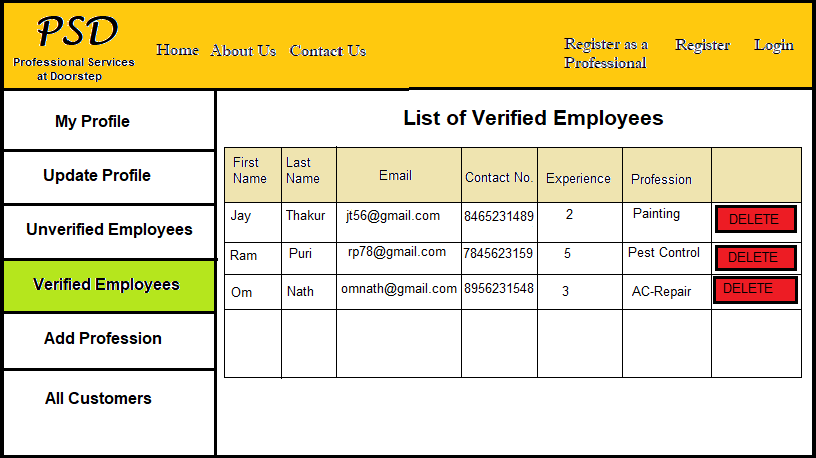 PSD
Professional Services
at Doorstep
Home About Us Contact Us
Register as a
Professional
Register Login
My Profile
Update Profile
Unverified Employees
Verified Employees
Add Profession
All Customers
List of Verified Employees
First Name Last Name Email Contact No. Experience Profession
Jay Thakur jt56@gmail.com 8465231489 2 Painting DELETE
Ram Puri rp78@gmail.com 7845623159 5 Pest Control DELETE
Om Nath omnath@gmail.com 8956231548 3 AC-Repair DELETE